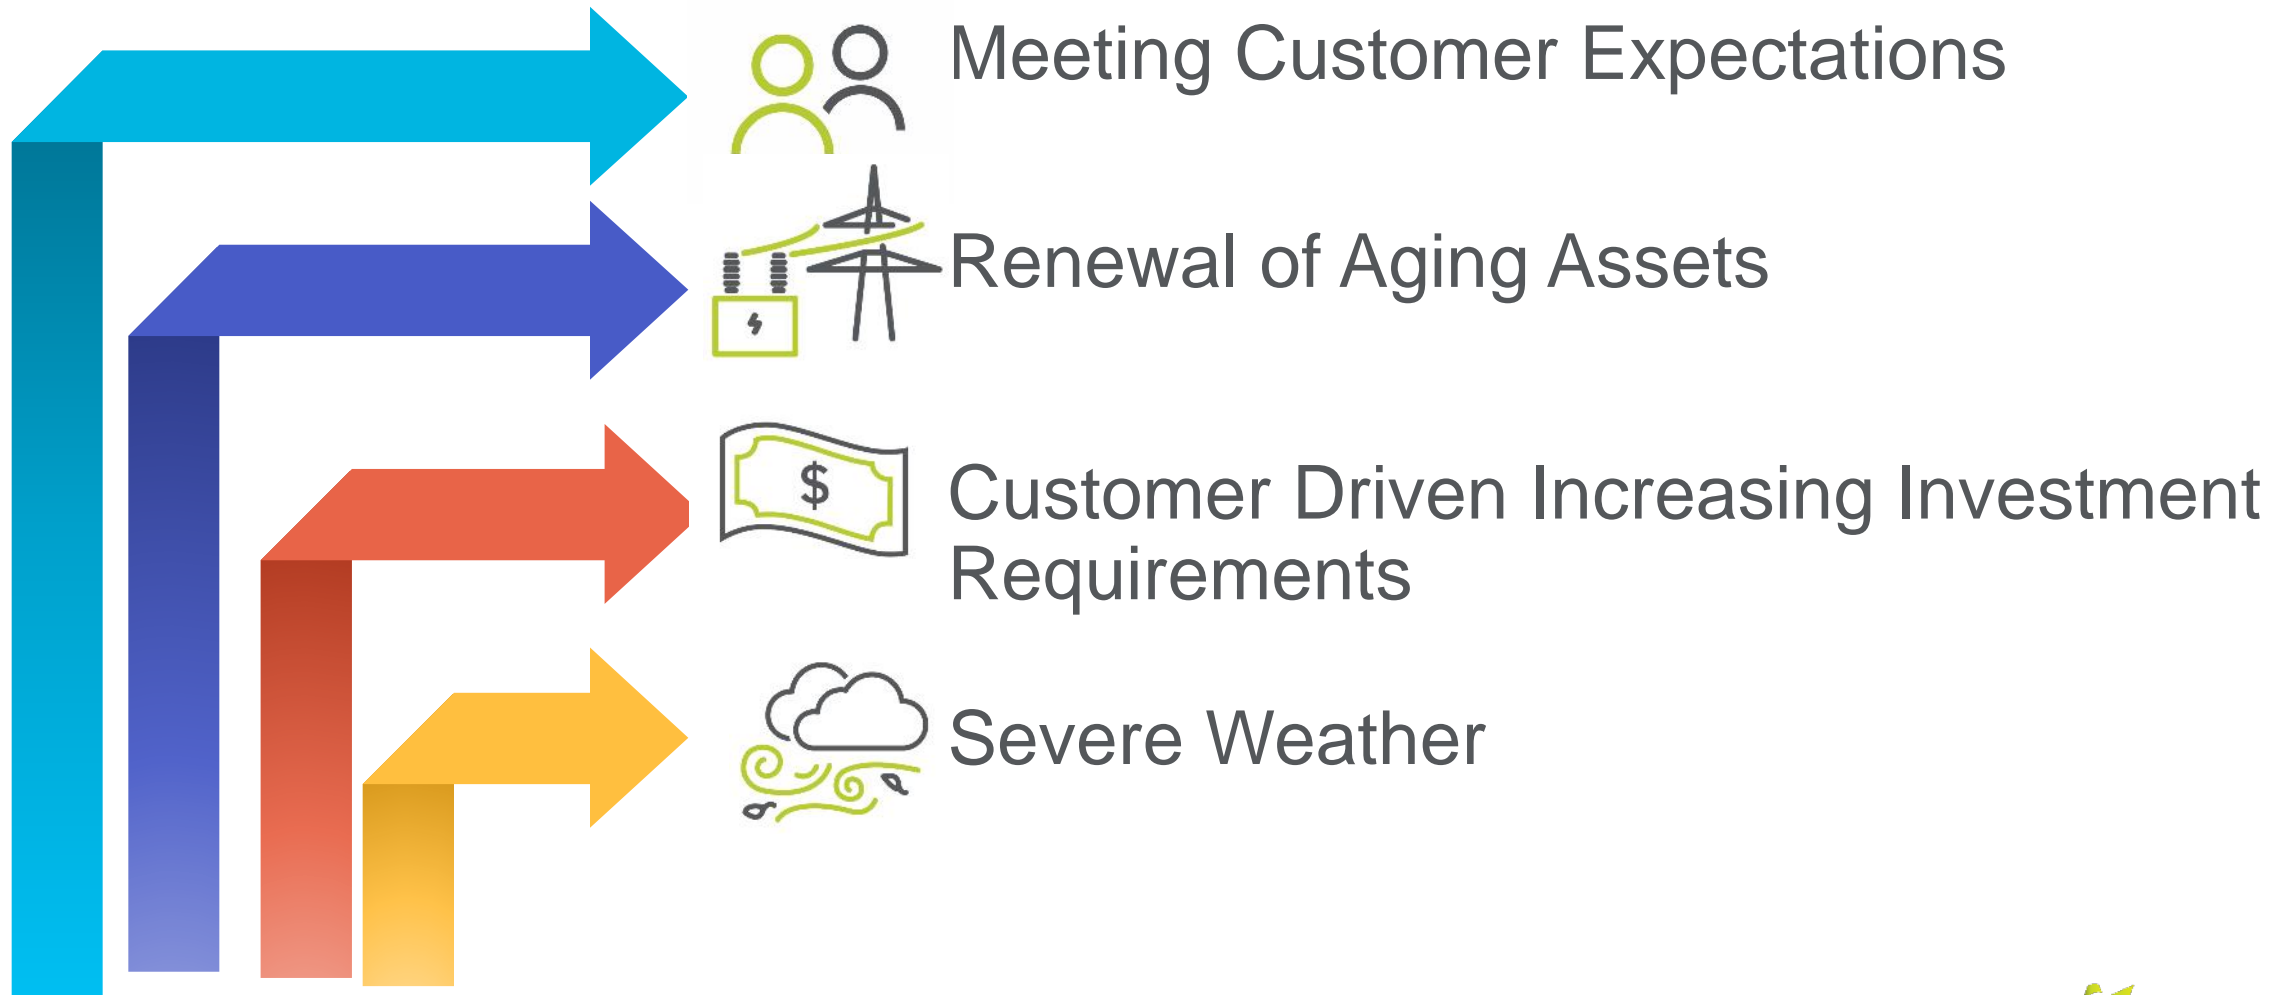 Meeting Customer Expectations
Renewal of Aging Assets
$
Customer Driven Increasing Investment
Requirements
Severe Weather